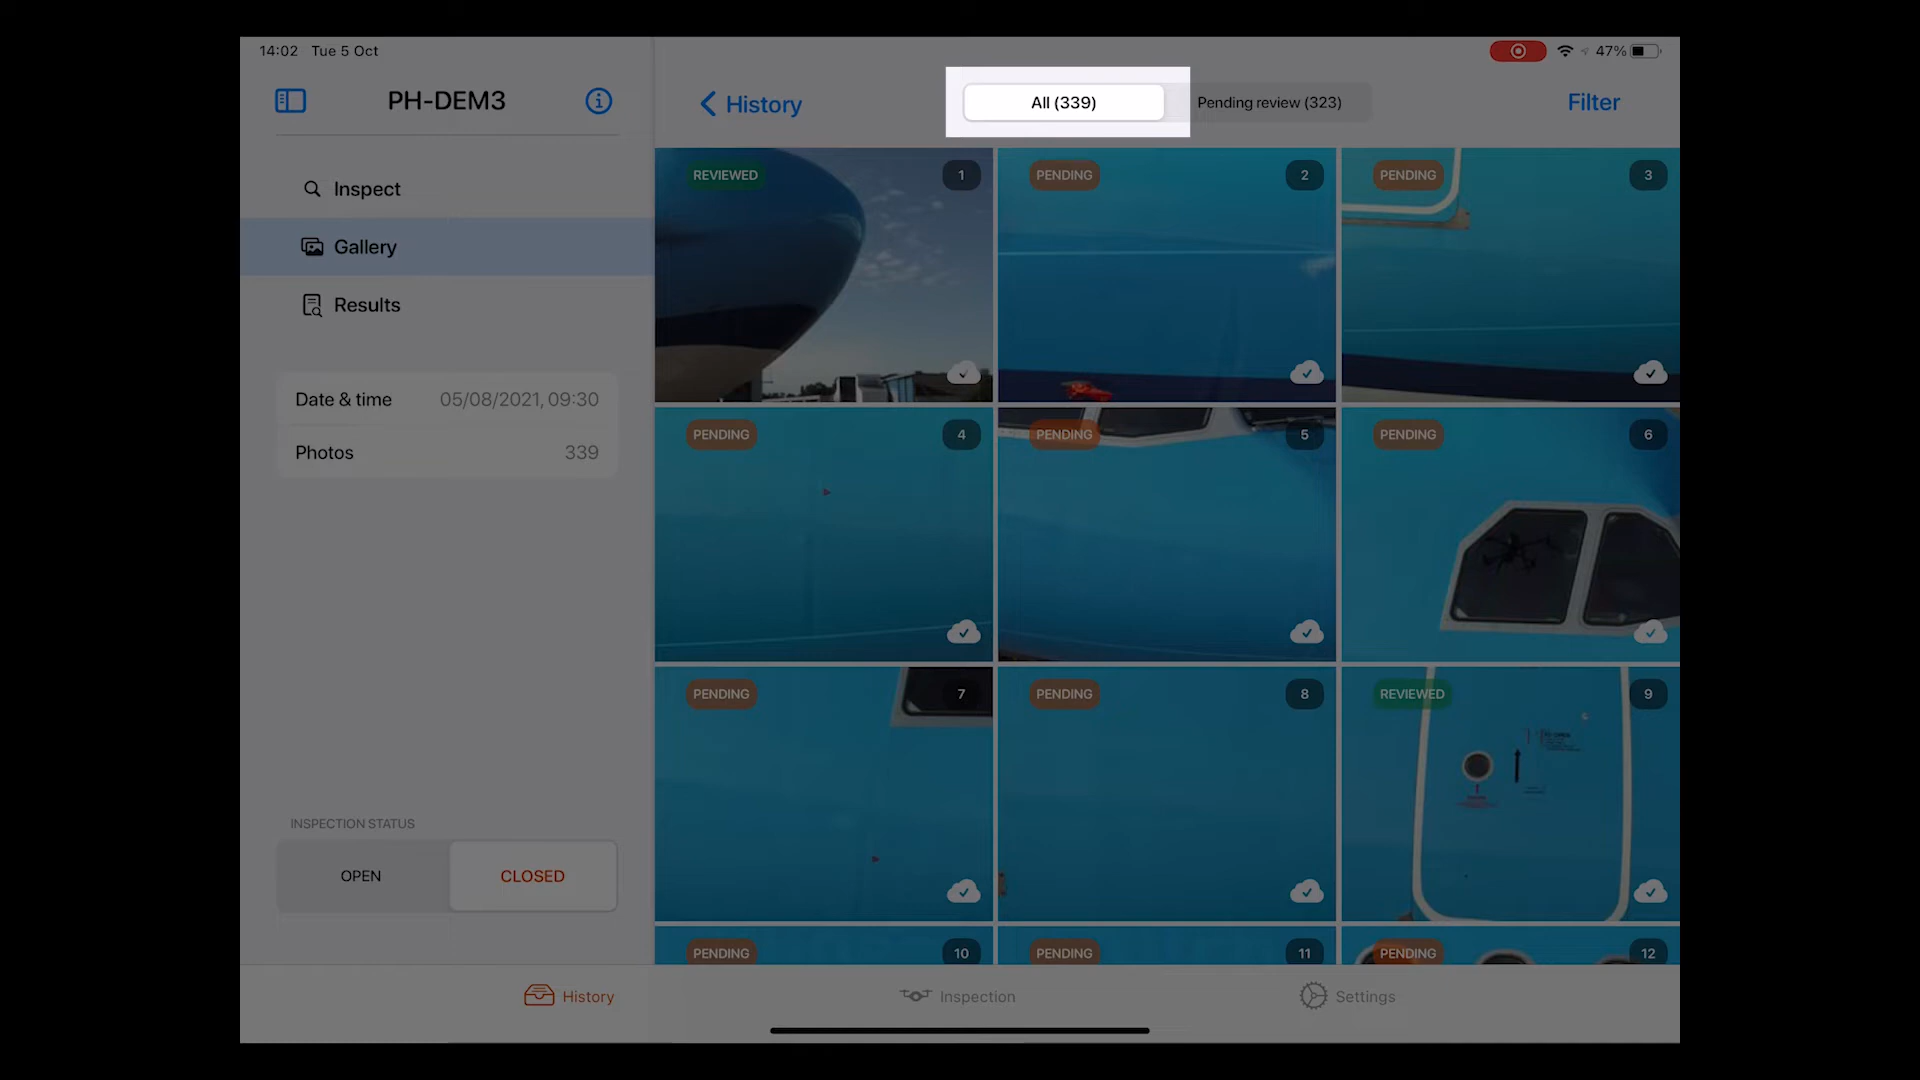 14:02 Tue 5 Oct
47%
PH-DEM3
History
All (339)
Pending review (323)
Filter
Inspect
Gallery
Results
Date & time 05/08/2021, 09:30
Photos 339
INSPECTION STATUS
OPEN
CLOSED
REVIEWED 1
PENDING 2
PENDING 3
PENDING 4
PENDING 5
PENDING 6
PENDING 7
PENDING 8
REVIEWED 9
PENDING 10
PENDING 11
PENDING 12
History
Inspection
Settings